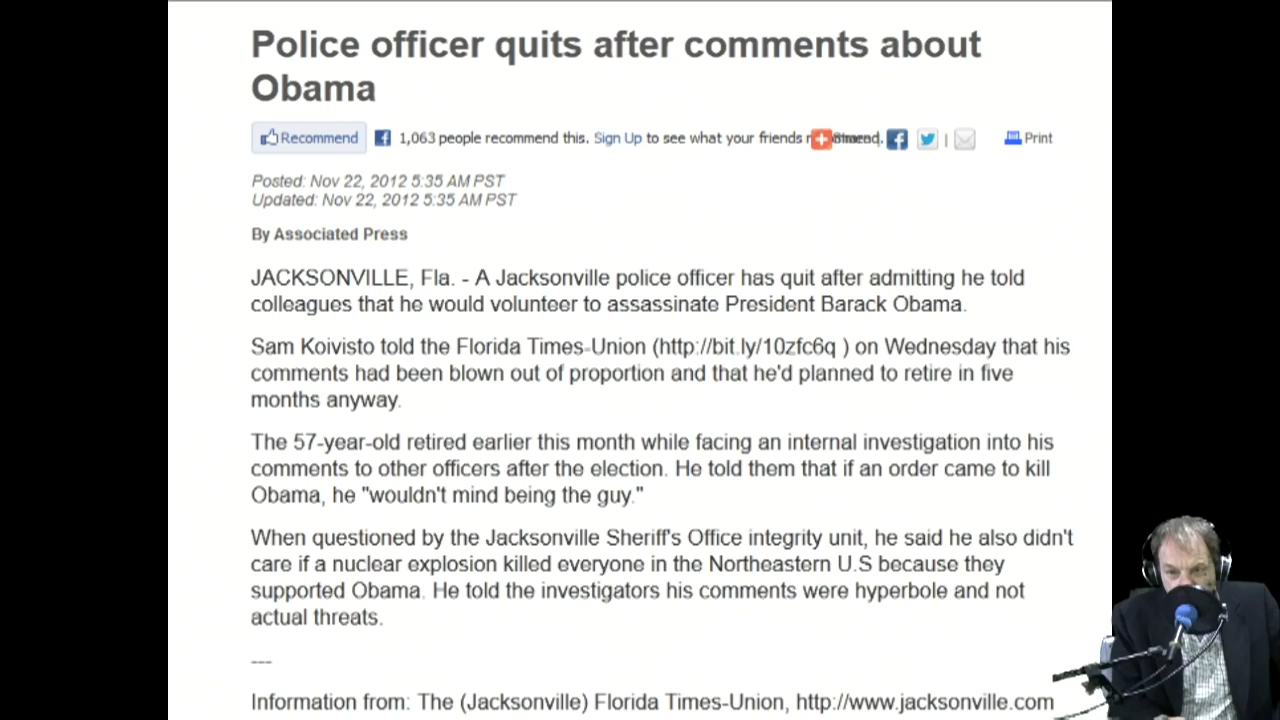 Police officer quits after comments about
Obama
Recommend
1,063 people recommend this. Sign Up to see what your friends
Print
Posted: Nov 22, 2012 5:35 AM PST
Updated: Nov 22, 2012 5:35 AM PST
By Associated Press
JACKSONVILLE, Fla. - A Jacksonville police officer has quit after admitting he told
colleagues that he would volunteer to assassinate President Barack Obama.
Sam Koivisto told the Florida Times-Union (http://bit.ly/10zfc6q ) on Wednesday that his
comments had been blown out of proportion and that he'd planned to retire in five
months anyway.
The 57-year-old retired earlier this month while facing an internal investigation into his
comments to other officers after the election. He told them that if an order came to kill
Obama, he "wouldn't mind being the guy."
When questioned by the Jacksonville Sheriff's Office integrity unit, he said he also didn't
care if a nuclear explosion killed everyone in the Northeastern U.S because they
supported Obama. He told the investigators his comments were hyperbole and not
actual threats.
---
Information from: The (Jacksonville) Florida Times-Union, http://www.jacksonville.com